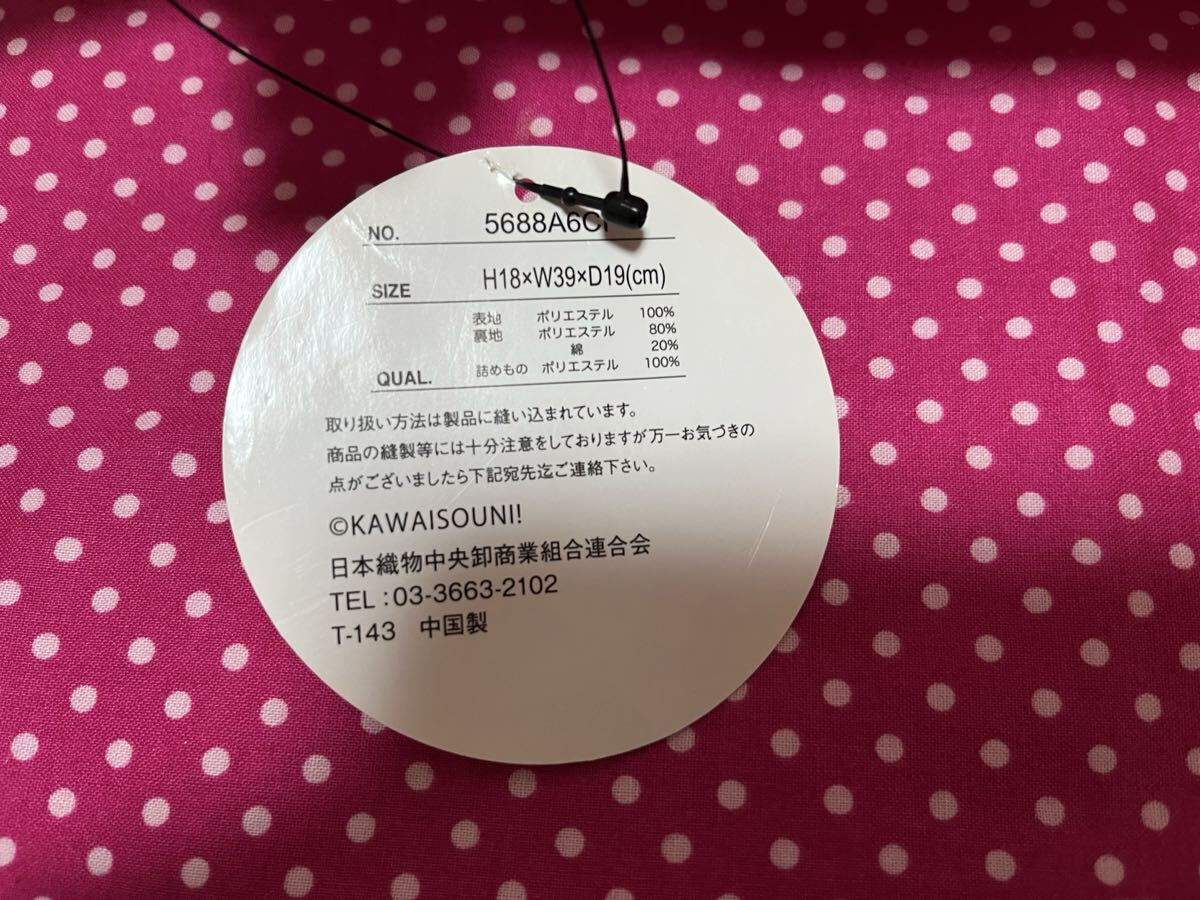 NO. 5688A6C
SIZE H18×W39×D19(cm)
表地 ポリエステル 100%
裏地 ポリエステル 80%
綿 20%
QUAL. 詰めもの ポリエステル 100%
取り扱い方法は製品に縫い込まれています。
商品の縫製等には十分注意をしておりますが万一お気づきの
点がございましたら下記宛先迄ご連絡下さい。
©KAWAISOUNI!
日本織物中央卸商業組合連合会
TEL:03-3663-2102
T-143 中国製